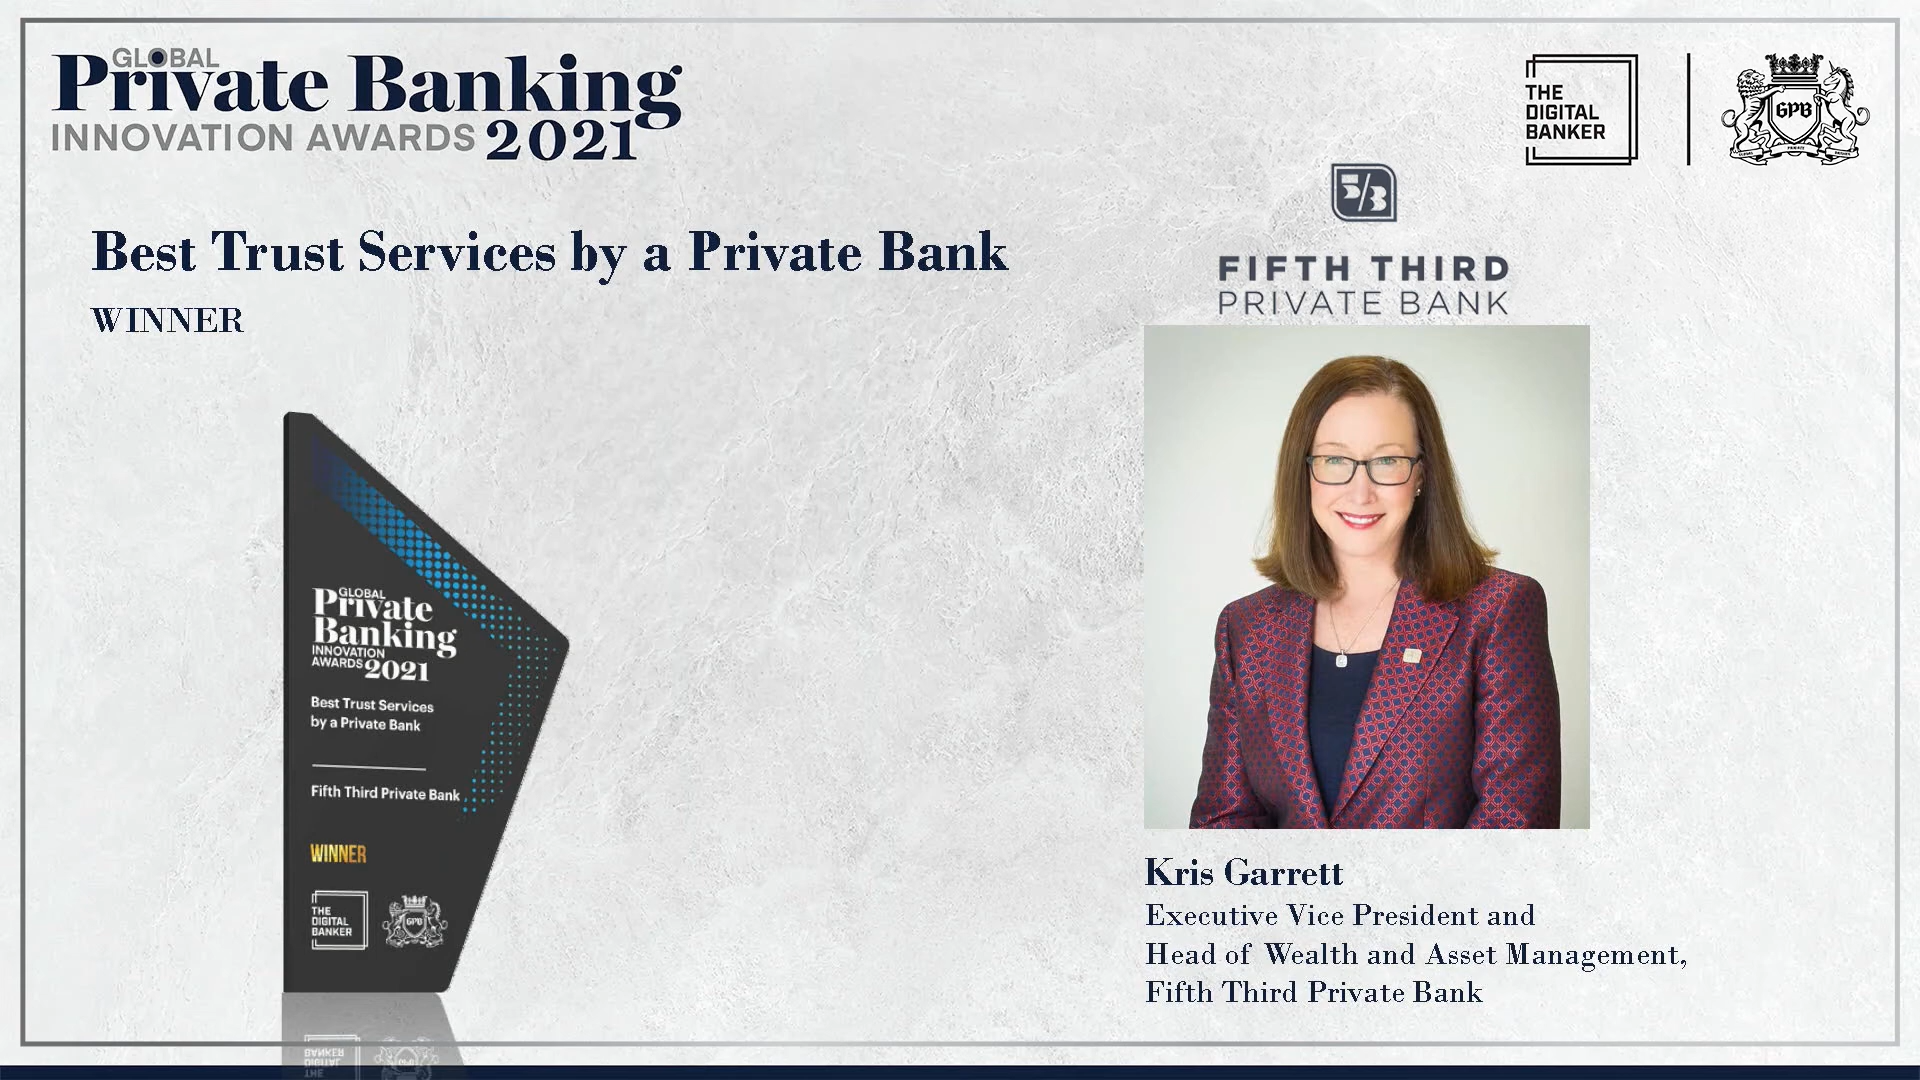 GLOBAL
Private Banking
INNOVATION AWARDS 2021
THE
DIGITAL
BANKER
GPB
Best Trust Services by a Private Bank
WINNER
5/3
FIFTH THIRD
PRIVATE BANK
GLOBAL
Private
Banking
INNOVATION
AWARDS 2021
Best Trust Services
by a Private Bank
Fifth Third Private Bank
WINNER
THE
DIGITAL
BANKER
GPB
Kris Garrett
Executive Vice President and
Head of Wealth and Asset Management,
Fifth Third Private Bank